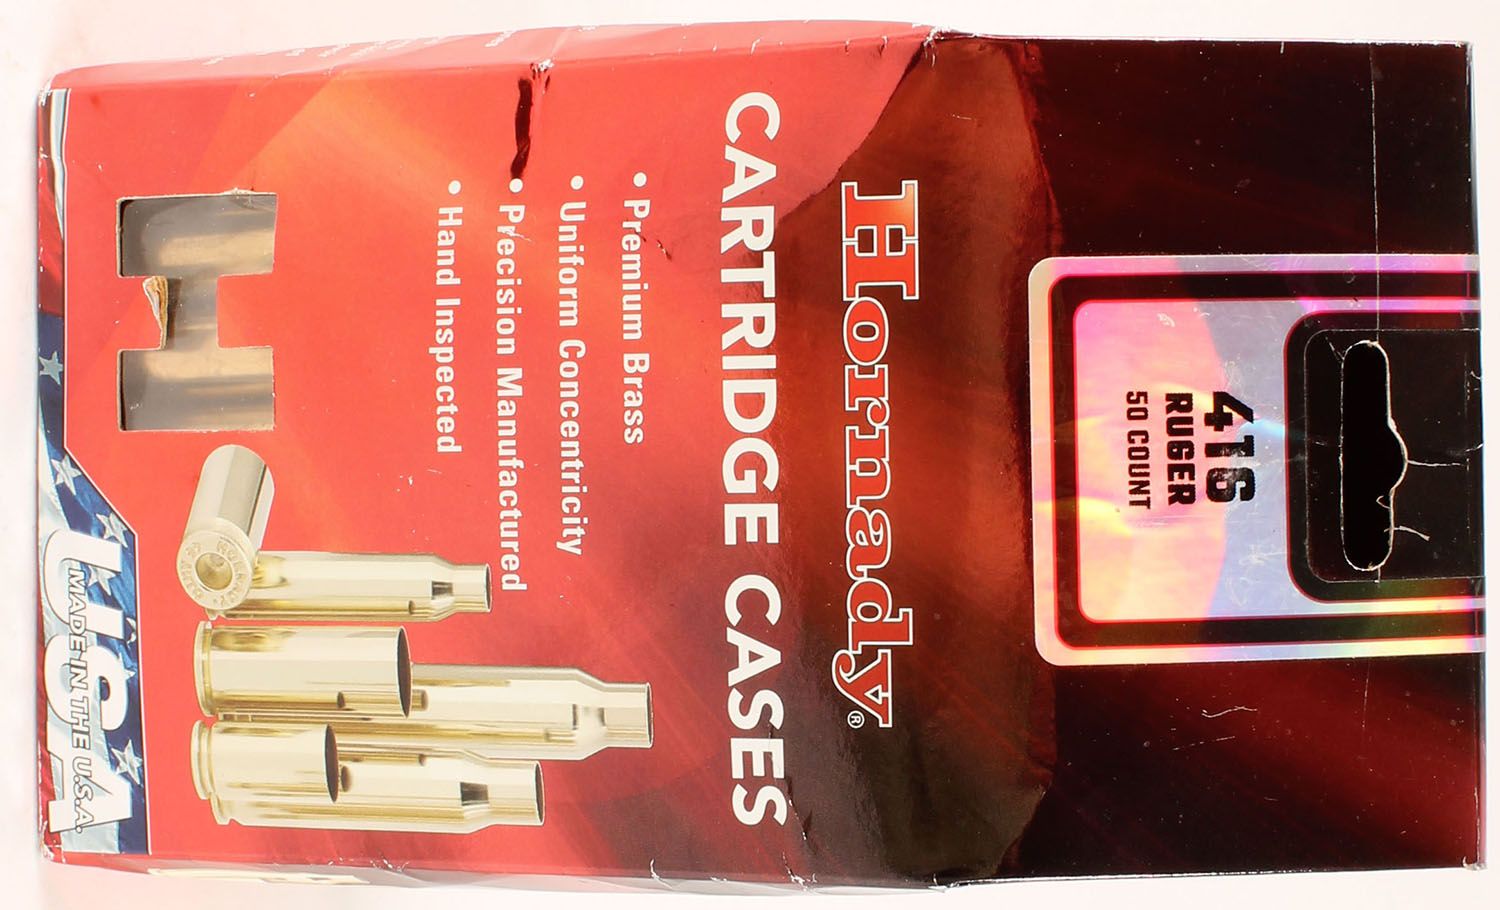 416
RUGER
50 COUNT
Hornady®
CARTRIDGE CASES
• Premium Brass
• Uniform Concentricity
• Precision Manufactured
• Hand Inspected
USA
MADE IN THE U.S.A.